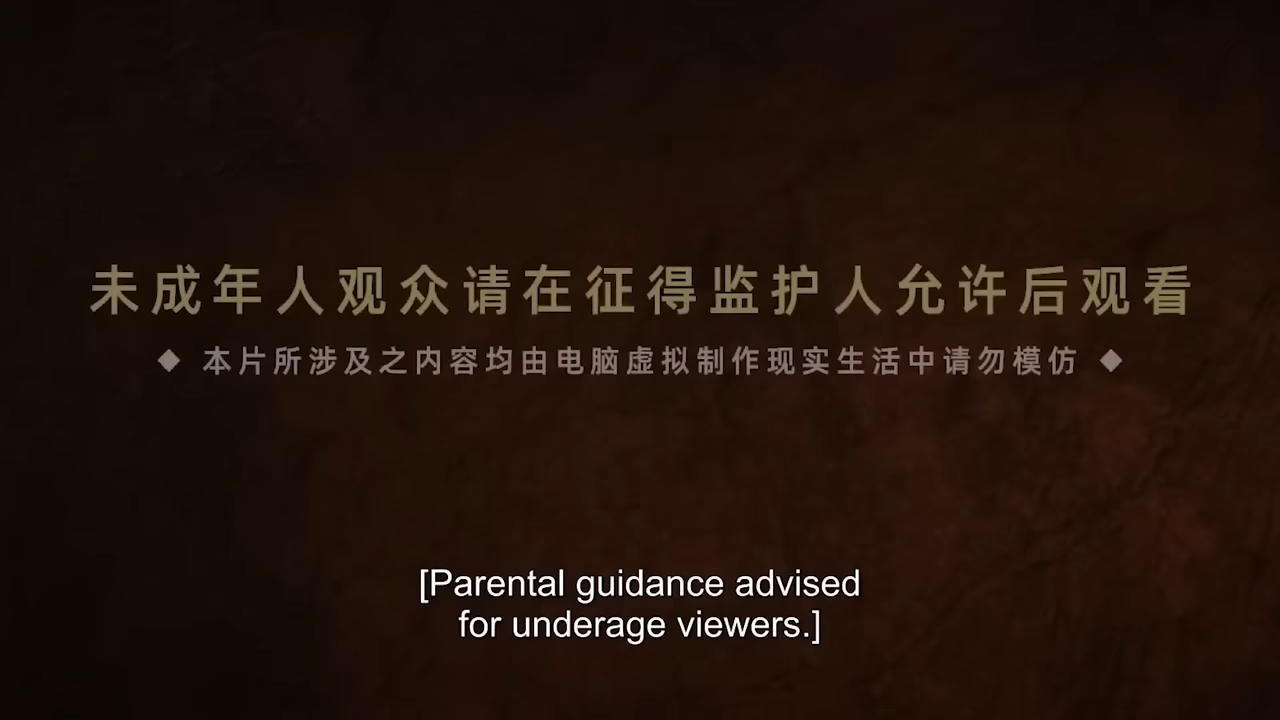 未成年人观众请在征得监护人允许后观看
◆ 本片所涉及之内容均由电脑虚拟制作现实生活中请勿模仿 ◆
[Parental guidance advised
for underage viewers.]